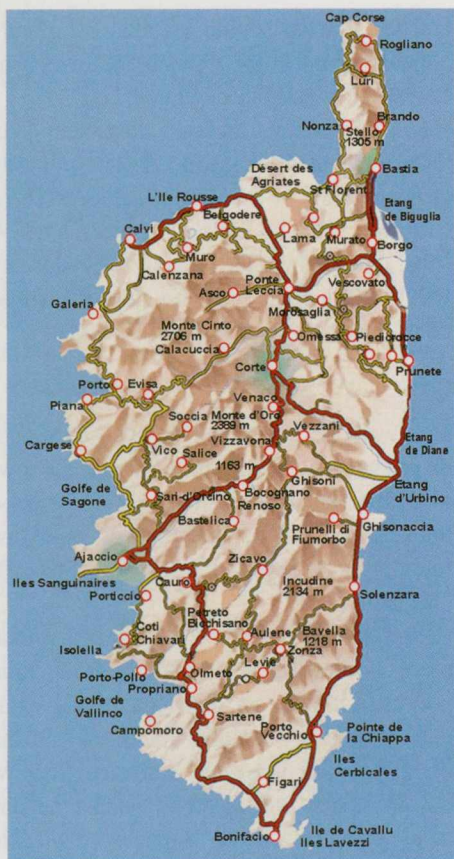 Cap Corse
Rogliano
Luri
Nonza
Brando
Stello
1305 m
Bastia
Désert des
Agriates
St Florent
Etang
de Biguglia
L'Ile Rousse
Belgodere
Calvi
Lama
Murato
Borgo
Muro
Calenzana
Vescovato
Asco
Ponte
Leccia
Morosaglia
Galeria
Monte Cinto
2706 m
Omessa
Piedicroce
Calacuccia
Corte
Prunete
Porto
Evisa
Piana
Venaco
Soccia
Monte d'Oro
2389 m
Vezzani
Etang
de Diane
Cargese
Vico
Vizzavona
Salice
1163 m
Golfe de
Sagone
Ghisoni
Etang
d'Urbino
Sari-d'Orcino
Bocognano
Renoso
Bastelica
Prunelli di
Fiumorbo
Ghisonaccia
Ajaccio
Zicavo
Iles Sanguinaires
Cauro
Incudine
2134 m
Solenzara
Porticcio
Coti
Chiavari
Petreto
Bicchisano
Bavella
1218 m
Aulene
Zonza
Isolella
Levie
Porto-Pollo
Olmeto
Propriano
Golfe de
Vallinco
Sartene
Campomoro
Porto
Vecchio
Pointe de
la Chiappa
Iles
Cerbicales
Figari
Bonifacio
Ile de Cavallu
Iles Lavezzi